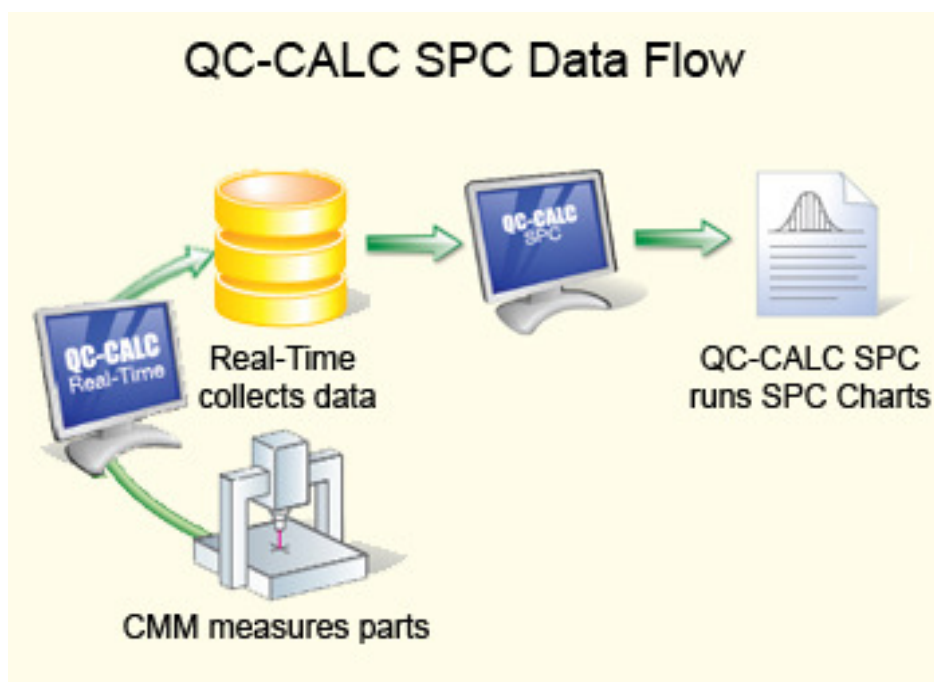 QC-CALC SPC Data Flow
QC-CALC
SPC
QC-CALC
Real-Time
Real-Time
collects data
QC-CALC SPC
runs SPC Charts
CMM measures parts